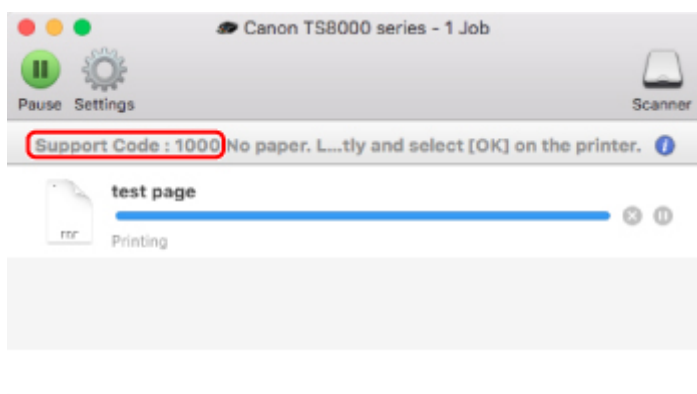 Canon TS8000 series - 1 Job
Pause Settings Scanner
Support Code : 1000 No paper. L...tly and select [OK] on the printer.
test page
Printing